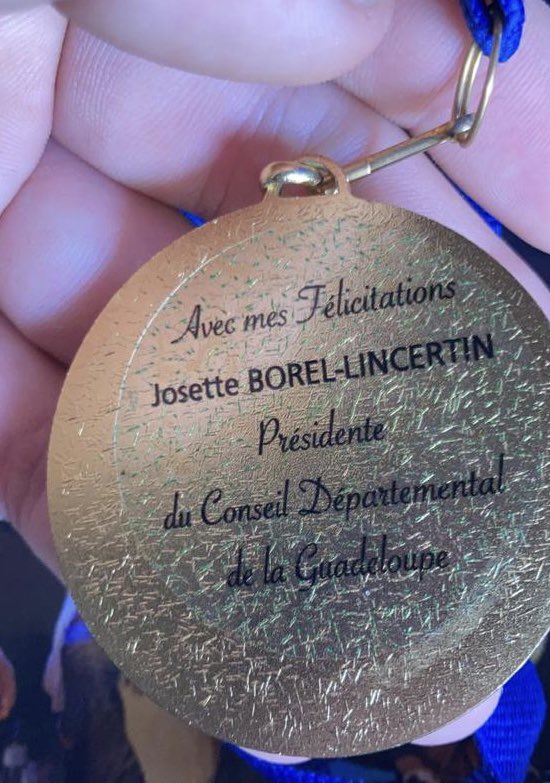 Avec mes Félicitations
Josette BOREL-LINCERTIN
Présidente
du Conseil Départemental
de la Guadeloupe